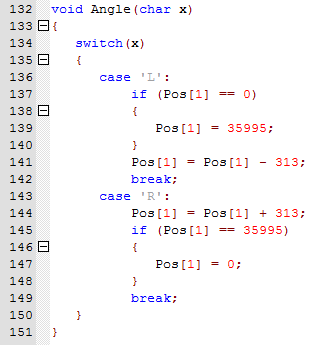 132 void Angle(char x)
133 {
134 switch(x)
135 {
136 case 'L':
137 if (Pos[1] == 0)
138 {
139 Pos[1] = 35995;
140 }
141 Pos[1] = Pos[1] - 313;
142 break;
143 case 'R':
144 Pos[1] = Pos[1] + 313;
145 if (Pos[1] == 35995)
146 {
147 Pos[1] = 0;
148 }
149 break;
150 }
151 }